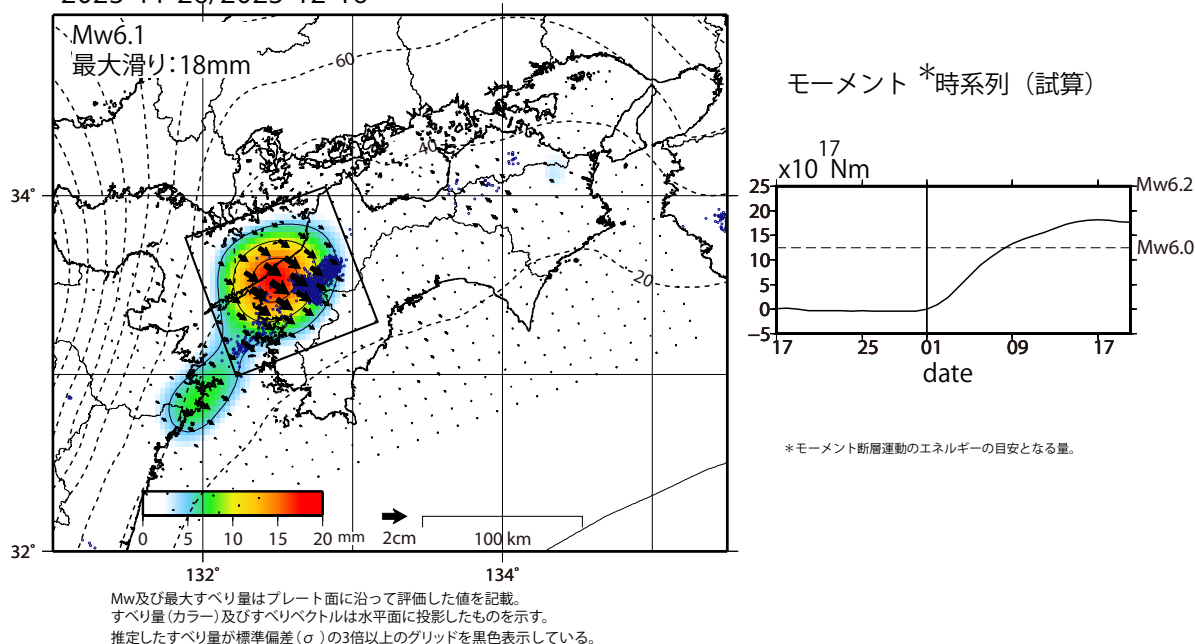 Mw6.1
最大滑り：18mm
60
40
20
34°
32°
132°
134°
0 5 10 15 20 mm
2cm
100 km
Mw及び最大すべり量はプレート面に沿って評価した値を記載。
すべり量（カラー）及びすべりベクトルは水平面に投影したものを示す。
推定したすべり量が標準偏差（σ）の3倍以上のグリッドを黒色表示している。
モーメント*時系列（試算）
x10 17 Nm
25
20
15
10
5
0
−5
Mw6.2
Mw6.0
17 25 01 09 17
date
＊モーメント断層運動のエネルギーの目安となる量。